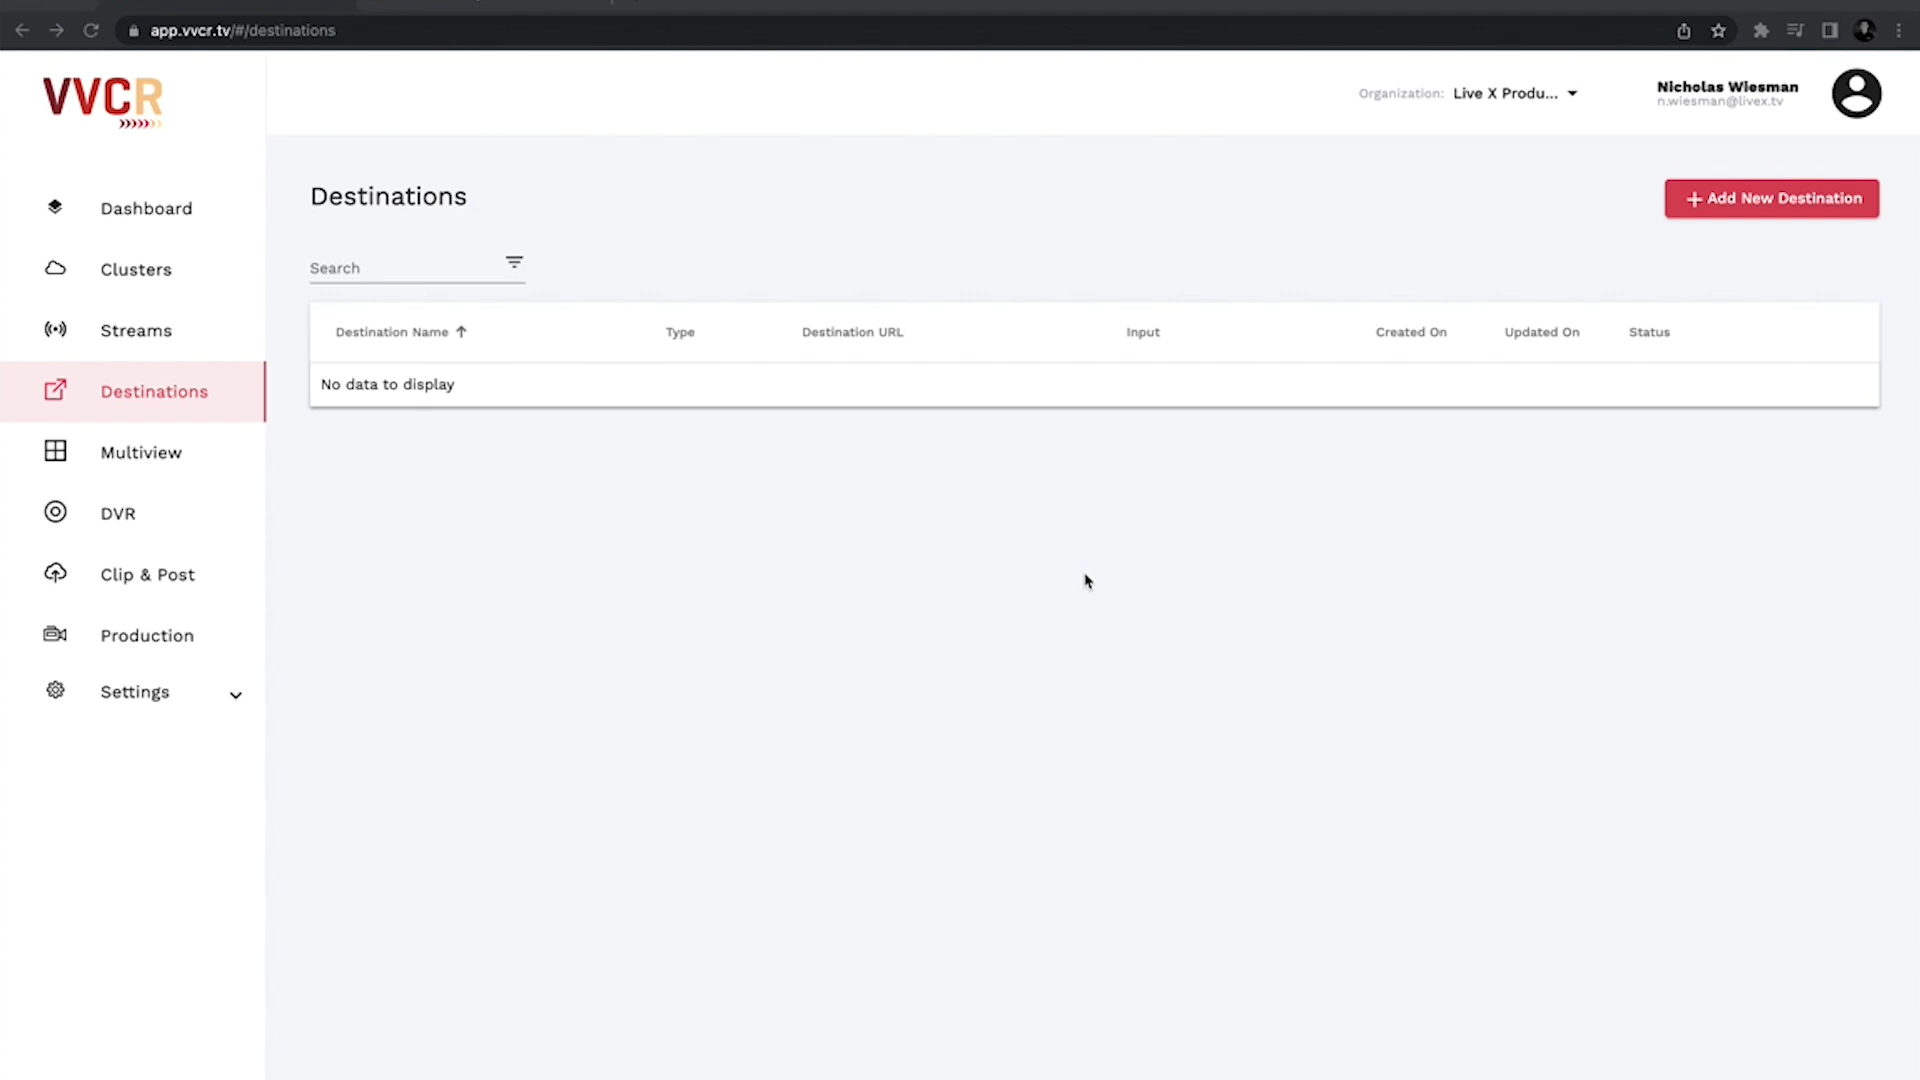 app.vvcr.tv/#/destinations
VVCR
Organization: Live X Produ...
Nicholas Wiesman
n.wiesman@livex.tv
Dashboard
Clusters
Streams
Destinations
Multiview
DVR
Clip & Post
Production
Settings
Destinations
+ Add New Destination
Search
Destination Name Type Destination URL Input Created On Updated On Status
No data to display